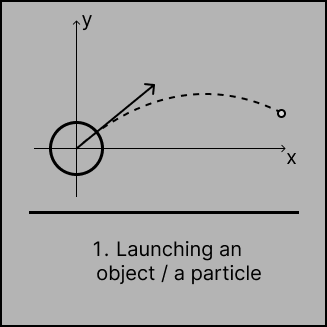 y
x
1. Launching an
object / a particle